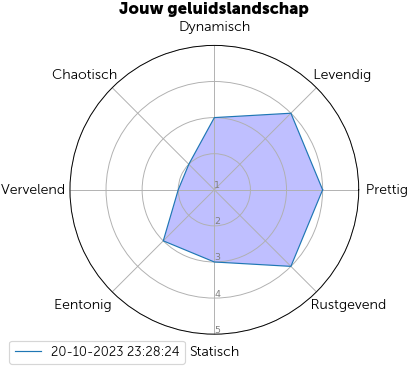 Jouw geluidslandschap
Dynamisch
Chaotisch
Levendig
Vervelend
Prettig
1
2
3
4
5
Eentonig
Rustgevend
Statisch
20-10-2023 23:28:24